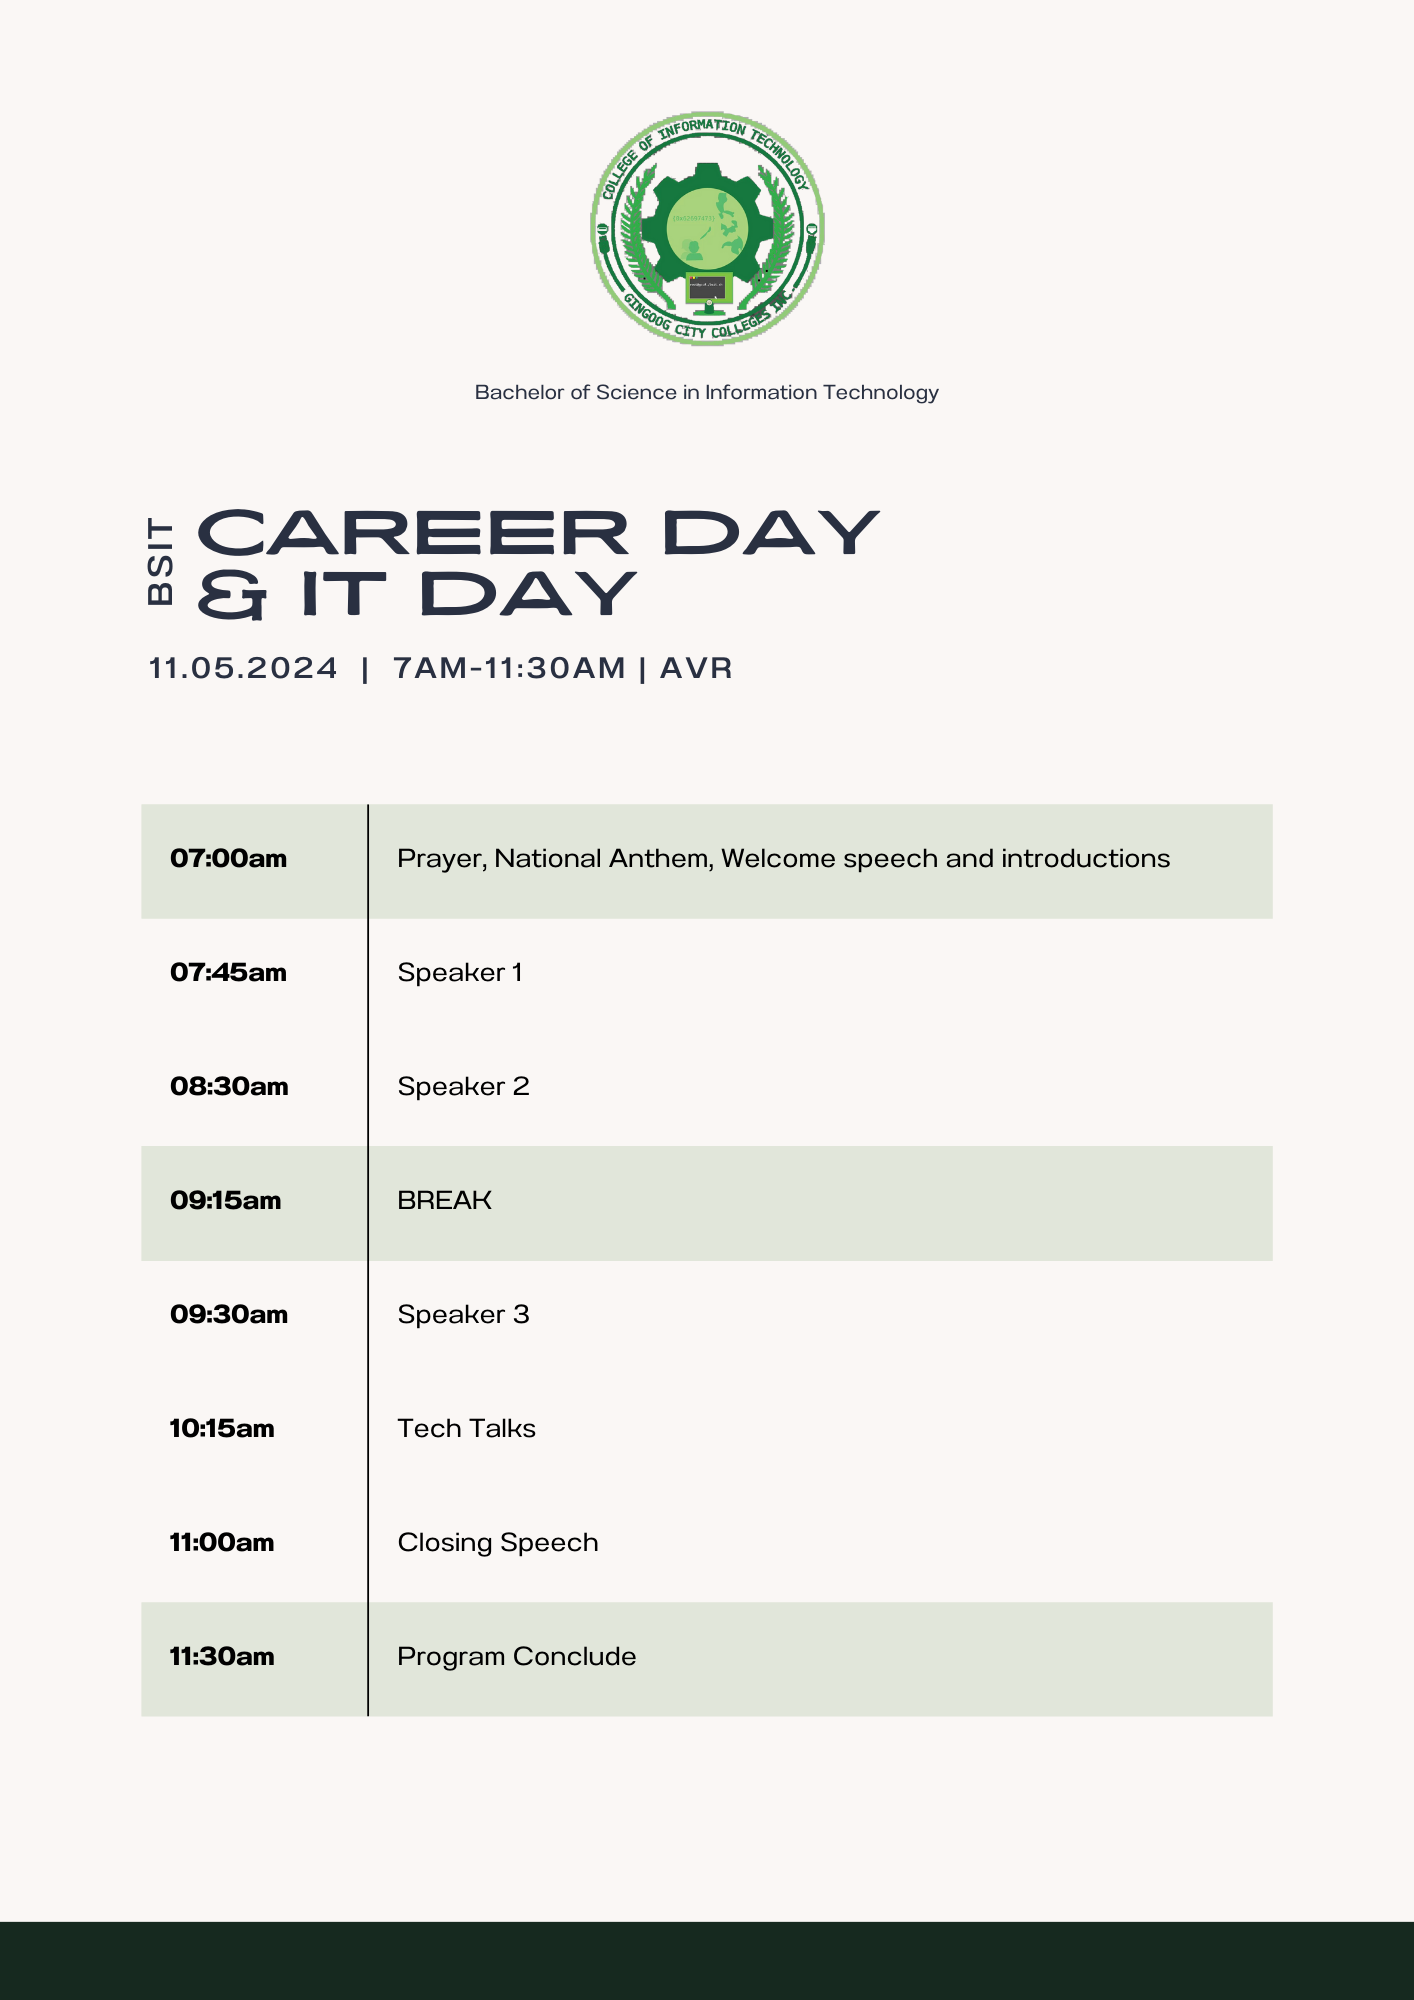 COLLEGE OF INFORMATION TECHNOLOGY
GINGOOG CITY COLLEGES INC.
Bachelor of Science in Information Technology
BSIT
CAREER DAY
& IT DAY
11.05.2024 | 7AM-11:30AM | AVR
07:00am Prayer, National Anthem, Welcome speech and introductions
07:45am Speaker 1
08:30am Speaker 2
09:15am BREAK
09:30am Speaker 3
10:15am Tech Talks
11:00am Closing Speech
11:30am Program Conclude